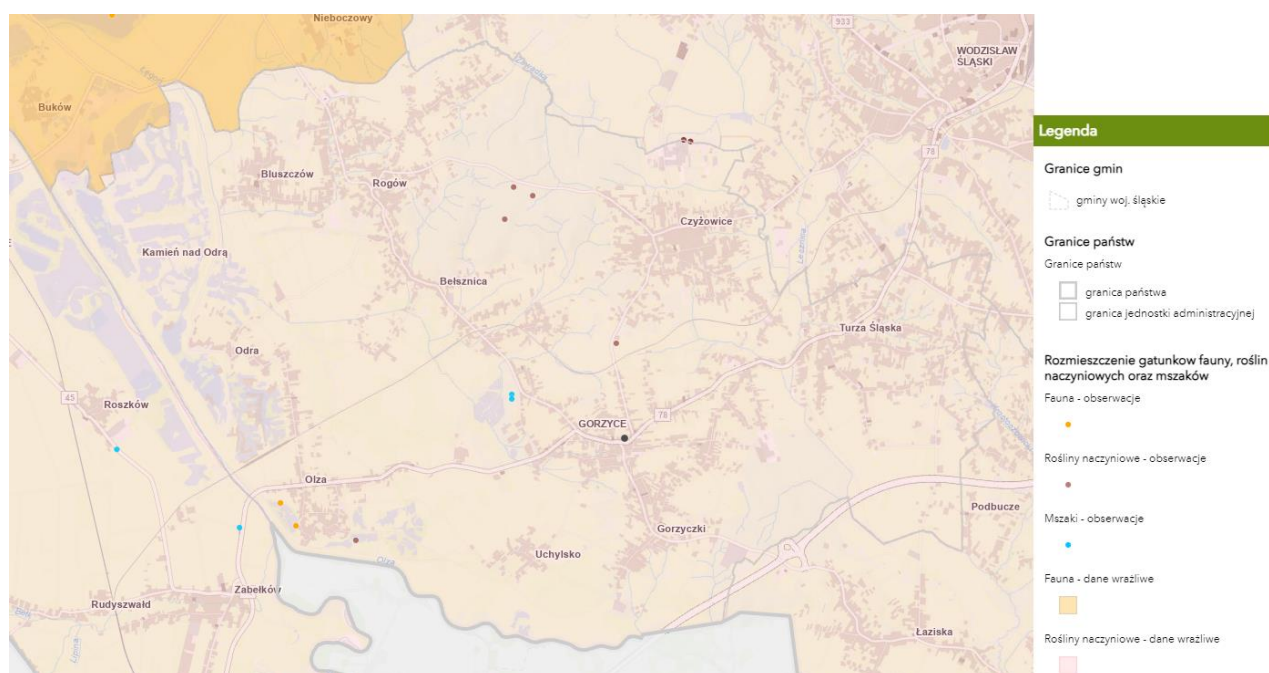 Nieboczowy
933
WODZISŁAW
ŚLĄSKI
Buków
78
Bluszczów
Rogów
Czyżowice
Kamień nad Odrą
Lesznica
Bełsznica
Turza Śląska
Odra
45
Roszków
78
GORZYCE
Olza
Podbucze
Gorzyczki
Uchylsko
Olza
Zabełków
Rudyszwałd
Łaziska
Legenda
Granice gmin
gminy woj. śląskie
Granice państw
Granice państw
granica państwa
granica jednostki administracyjnej
Rozmieszczenie gatunkow fauny, roślin
naczyniowych oraz mszaków
Fauna - obserwacje
Rośliny naczyniowe - obserwacje
Mszaki - obserwacje
Fauna - dane wrażliwe
Rośliny naczyniowe - dane wrażliwe